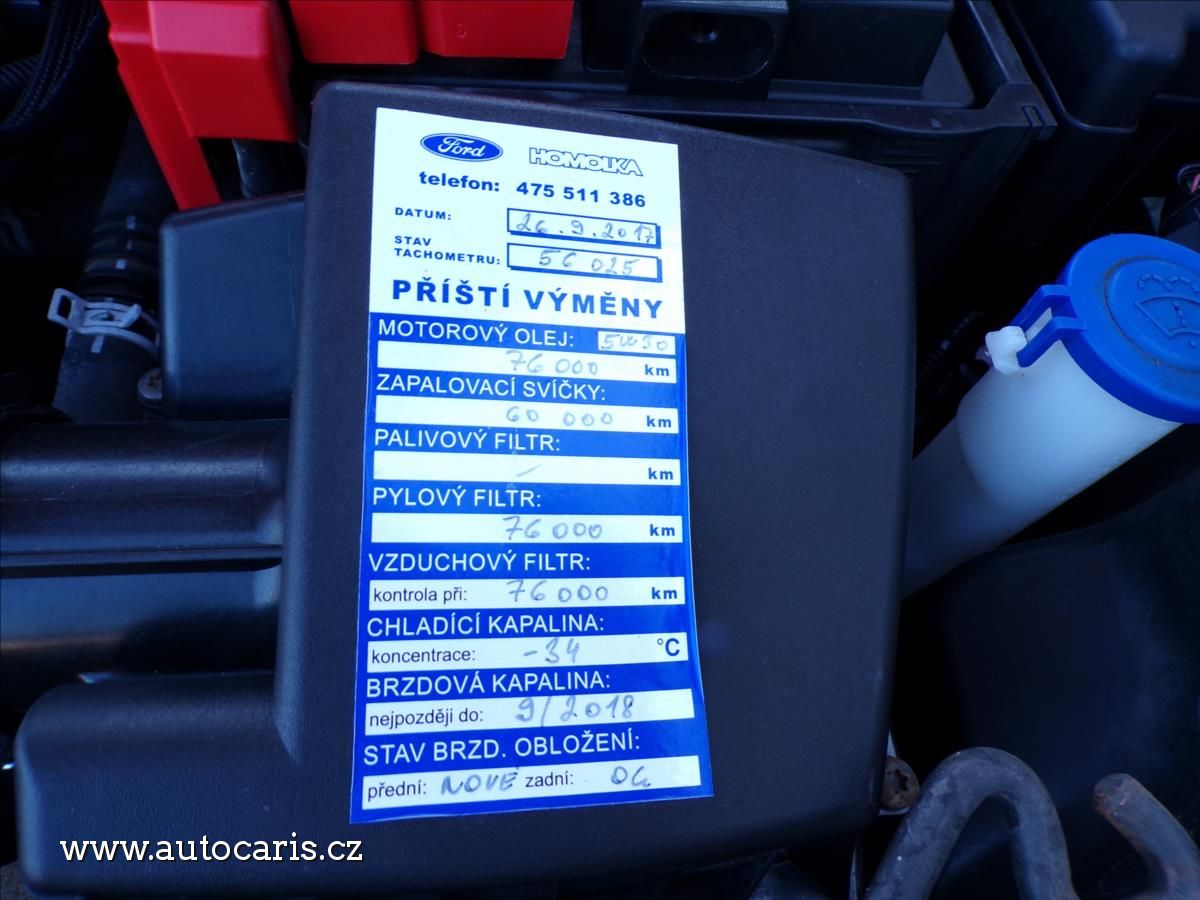 Ford HOMOLKA
telefon: 475 511 386
DATUM: 26.9.2017
STAV TACHOMETRU: 56 025
PŘÍŠTÍ VÝMĚNY
MOTOROVÝ OLEJ: 5W30
76 000 km
ZAPALOVACÍ SVÍČKY:
60 000 km
PALIVOVÝ FILTR:
- km
PYLOVÝ FILTR:
76 000 km
VZDUCHOVÝ FILTR:
kontrola při: 76 000 km
CHLADÍCÍ KAPALINA:
koncentrace: -34 °C
BRZDOVÁ KAPALINA:
nejpozději do: 9/2018
STAV BRZD. OBLOŽENÍ:
přední: NOVÉ zadní:
www.autocaris.cz